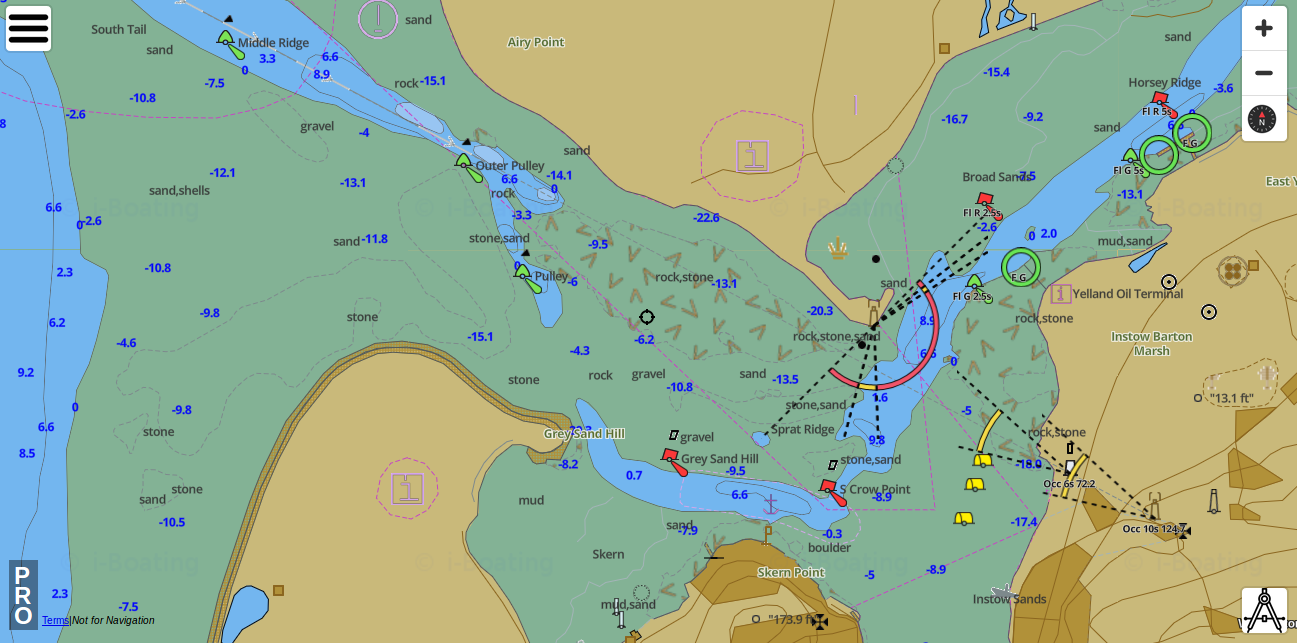 South Tail
sand
Airy Point
sand
Middle Ridge
sand
3.3
6.6
8.9
0
-7.5
rock
-15.1
-15.4
Horsey Ridge
-3.6
-10.8
-2.6
Fl R 5s
0
-16.7
-9.2
sand
gravel
-4
F G
sand
Outer Pulley
-12.1
-13.1
6.6
-14.1
0
Fl G 5s
Broad Sands
-7.5
East Y
sand,shells
rock
-13.1
6.6
-2.6
0
© i-Boating
-3.3
-22.6
Fl R 2.5s
-2.6
0
2.0
sand
-11.8
stone,sand
-9.5
mud,sand
2.3
-10.8
0
Pulley
-6
rock,stone
-13.1
sand
F G
Yelland Oil Terminal
Fl G 2.5s
-9.8
stone
-20.3
8.9
rock,stone
6.2
-4.6
-15.1
-6.2
rock,stone,sand
Instow Barton
Marsh
-4.3
0
9.2
stone
rock
gravel
sand
-13.5
-10.8
0
-9.8
stone,sand
1.6
-5
"13.1 ft"
6.6
stone
Grey Sand Hill
gravel
Sprat Ridge
9.8
rock,stone
8.5
-8.2
Grey Sand Hill
stone,sand
-18.0
0.7
-9.5
Occ 6s 72.2
sand
stone
mud
6.6
S Crow Point
-8.9
-10.5
sand
-7.9
-17.4
Occ 10s 124.7
-0.3
boulder
Skern
© i-Boating
Skern Point
-5
-8.9
PRO
2.3
-7.5
mud,sand
Instow Sands
Terms|Not for Navigation
"173.9 ft"
N